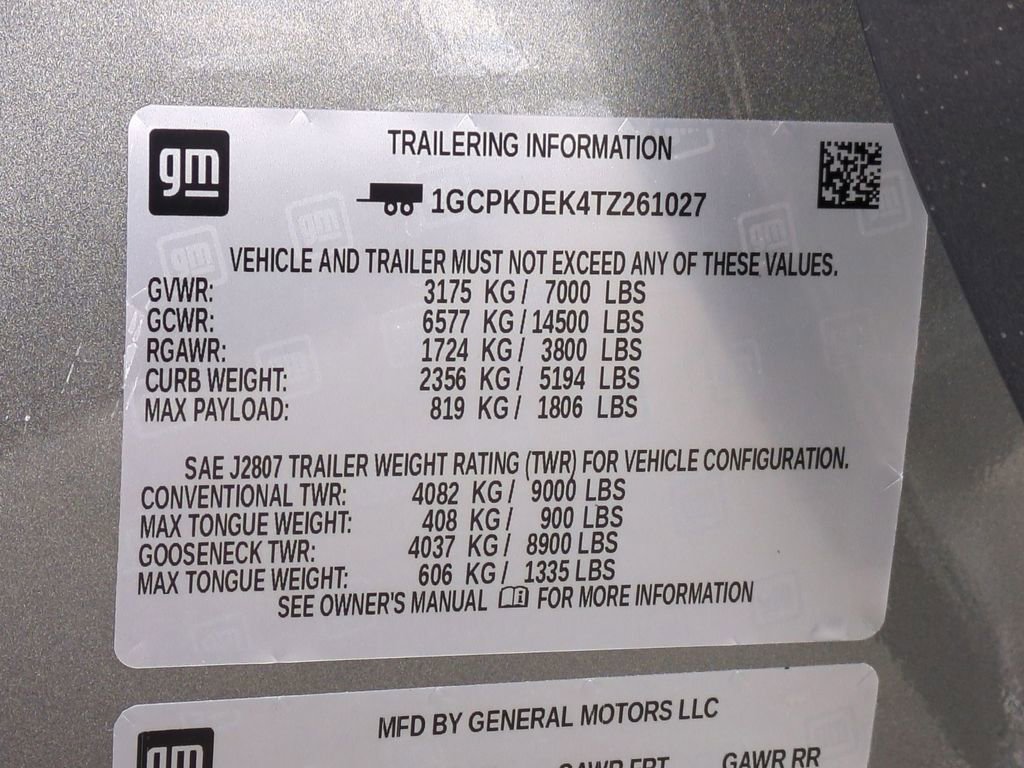 gm
TRAILERING INFORMATION
1GCPKDEK4TZ261027
VEHICLE AND TRAILER MUST NOT EXCEED ANY OF THESE VALUES.
GVWR: 3175 KG / 7000 LBS
GCWR: 6577 KG / 14500 LBS
RGAWR: 1724 KG / 3800 LBS
CURB WEIGHT: 2356 KG / 5194 LBS
MAX PAYLOAD: 819 KG / 1806 LBS
SAE J2807 TRAILER WEIGHT RATING (TWR) FOR VEHICLE CONFIGURATION.
CONVENTIONAL TWR: 4082 KG / 9000 LBS
MAX TONGUE WEIGHT: 408 KG / 900 LBS
GOOSENECK TWR: 4037 KG / 8900 LBS
MAX TONGUE WEIGHT: 606 KG / 1335 LBS
SEE OWNER'S MANUAL FOR MORE INFORMATION
MFD BY GENERAL MOTORS LLC
gm
GAWR FRT GAWR RR